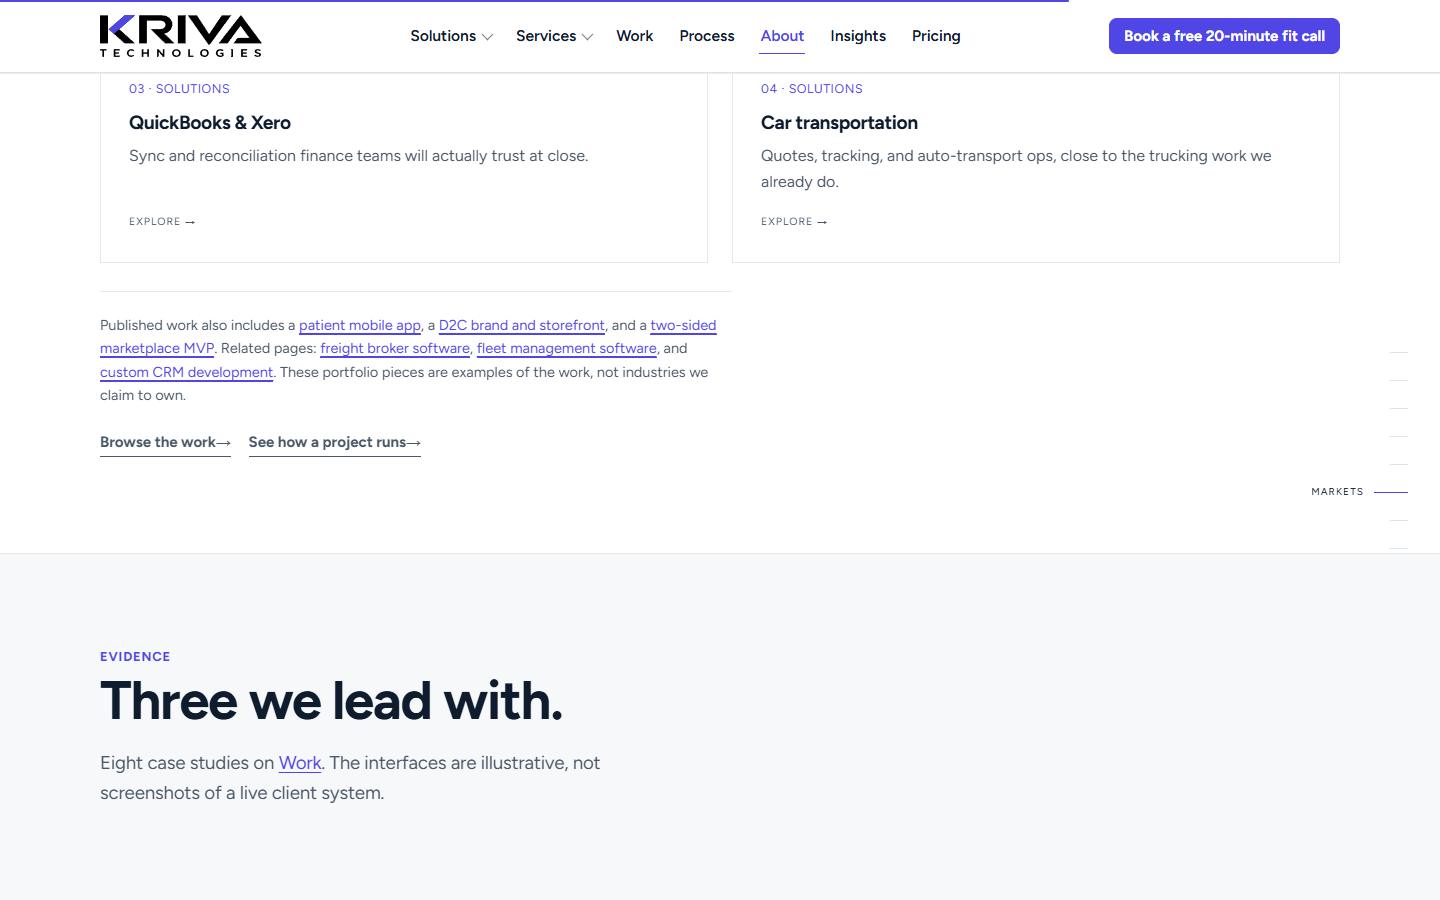 KRIVA
TECHNOLOGIES
Solutions
Services
Work
Process
About
Insights
Pricing
Book a free 20-minute fit call
03 · SOLUTIONS
QuickBooks & Xero
Sync and reconciliation finance teams will actually trust at close.
EXPLORE →
04 · SOLUTIONS
Car transportation
Quotes, tracking, and auto-transport ops, close to the trucking work we
already do.
EXPLORE →
Published work also includes a patient mobile app, a D2C brand and storefront, and a two-sided
marketplace MVP. Related pages: freight broker software, fleet management software, and
custom CRM development. These portfolio pieces are examples of the work, not industries we
claim to own.
Browse the work→
See how a project runs→
MARKETS
EVIDENCE
Three we lead with.
Eight case studies on Work. The interfaces are illustrative, not
screenshots of a live client system.